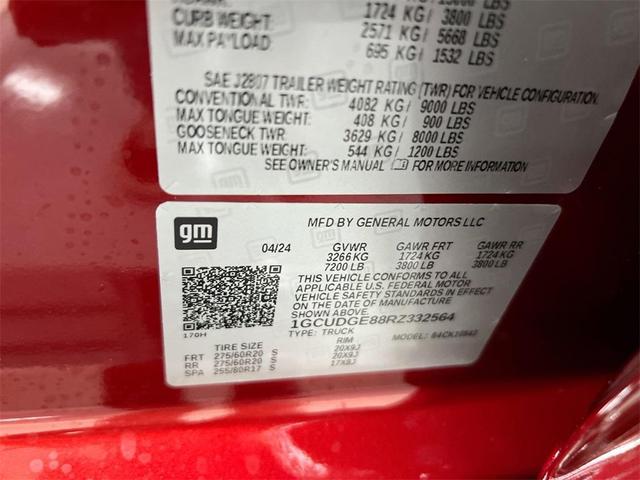 CURB WEIGHT: 1724 KG/ 3800 LBS
2571 KG/ 5668 LBS
MAX PAYLOAD 695 KG/ 1532 LBS
SAE J2807 TRAILER WEIGHT RATING (TWR) FOR VEHICLE CONFIGURATION.
CONVENTIONAL TWR: 4082 KG/ 9000 LBS
MAX TONGUE WEIGHT: 408 KG/ 900 LBS
GOOSENECK TWR: 3629 KG/ 8000 LBS
MAX TONGUE WEIGHT: 544 KG/ 1200 LBS
SEE OWNER'S MANUAL FOR MORE INFORMATION
gm
MFD BY GENERAL MOTORS LLC
04/24 GVWR GAWR FRT GAWR RR
3266 KG 1724 KG 1724 KG
7200 LB 3800 LB 3800 LB
THIS VEHICLE CONFORMS TO ALL
APPLICABLE U.S. FEDERAL MOTOR
VEHICLE SAFETY STANDARDS IN EFFECT
ON THE DATE OF MANUFACTURE
SHOWN ABOVE.
1GCUDGE88RZ332564
170H
TYPE: TRUCK MODEL:
TIRE SIZE RIM
FRT 275/60R20 S 20X9J
RR 275/60R20 S 20X9J
SPA 255/80R17 S 17X8J